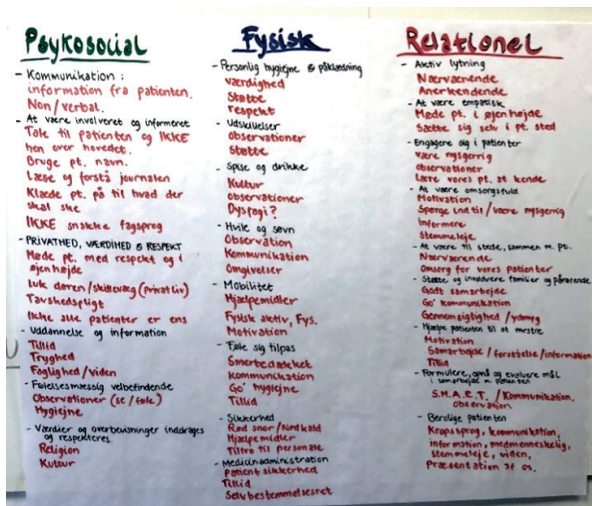 Psykosocial
- Kommunikation :
information fra patienten.
Non/verbal.
- At være involveret og informeret
Tale til patienten og IKKE
hen over hovedet.
Bruge pt. navn.
Læse og forstå journalen
Klæde pt. på til hvad der
skal ske
IKKE snakke fagsprog
- PRIVATHED, VÆRDIHED & RESPEKT
Møde pt. med respekt og i
øjenhøjde
Luk døren/skillevæg (privatliv)
Tavshedspligt
Ikke alle patienter er ens
- Uddannelse og information
Tillid
Tryghed
Faglighed/viden
- Følelsesmæssig velbefindende
Observationer (se/føle)
Hygiejne
- Værdier og overbevisninger inddrages
og respekteres.
Religion
Kultur
Fysisk
- Personlig hygiejne & påklædning
værdighed
Støtte
respekt
- Udskillelser
observationer
Støtte
- Spise og drikke
Kultur
Observationer
Dysfagi?
- Hvile og søvn
Observation
Kommunikation
Omgivelser
- Mobilitet
Hjælpemidler
Fysisk aktiv, Fys.
Motivation
- Føle sig tilpas
Smertedækket
Kommunikation
Go' hygiejne
Tillid
- Sikkerhed
Rød snor/Nødkald
Hjælpemidler
Tiltro til personale
- Medicinadministration
Patient sikkerhed
Tillid
Selvbestemmelsesret
Relationel
- Aktiv lytning
Nærværende
Anerkendende
- At være empatisk
Møde pt. i øjenhøjde
Sætte sig selv i pt. sted
- Engagere sig i patienter
være nysgerrig
observationer
Lære vores pt. at kende
- At være omsorgsfuld
Motivation
Spørge ind til/være nysgerrig
Informere
Stemmeleje
- At være til stede, sammen m. pt.
Nærværende
Omsorg for vores patienter
- Støtte og involvere familier og pårørende
Godt samarbejde
Go' kommunikation
Gennemsigtighed/ydmyg
- Hjælpe patienten til at mestre
Motivation
Samarbejde / /information
Tillid
- Formulere, opnå og evaluere mål
i samarbejde m. patienten
S.M.A.R.T. /Kommunikation.
observation
- Berolige patienten
Kropssprog, kommunikation,
information, medmenneskelig,
stemmeleje, viden,
Præsentation af os.